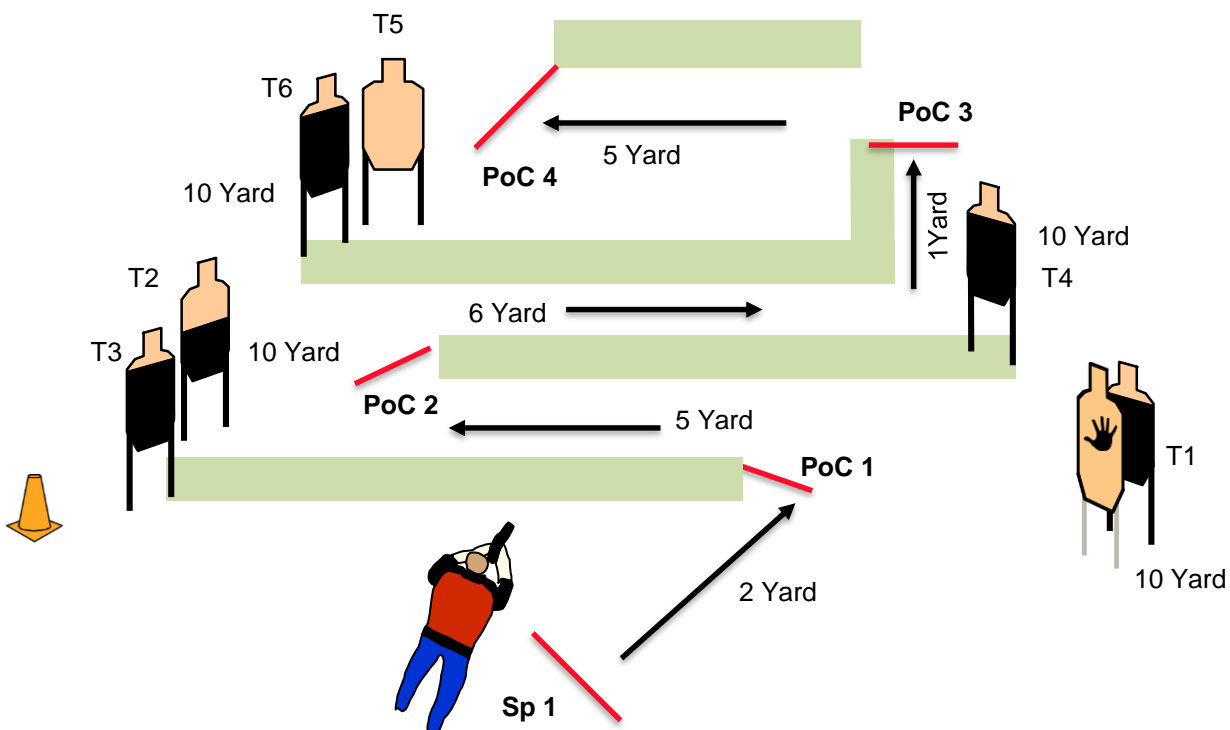 T5
T6
PoC 3
5 Yard
PoC 4
10 Yard
1Yard
10 Yard
T2
T4
6 Yard
T3
10 Yard
PoC 2
5 Yard
PoC 1
T1
10 Yard
2 Yard
Sp 1